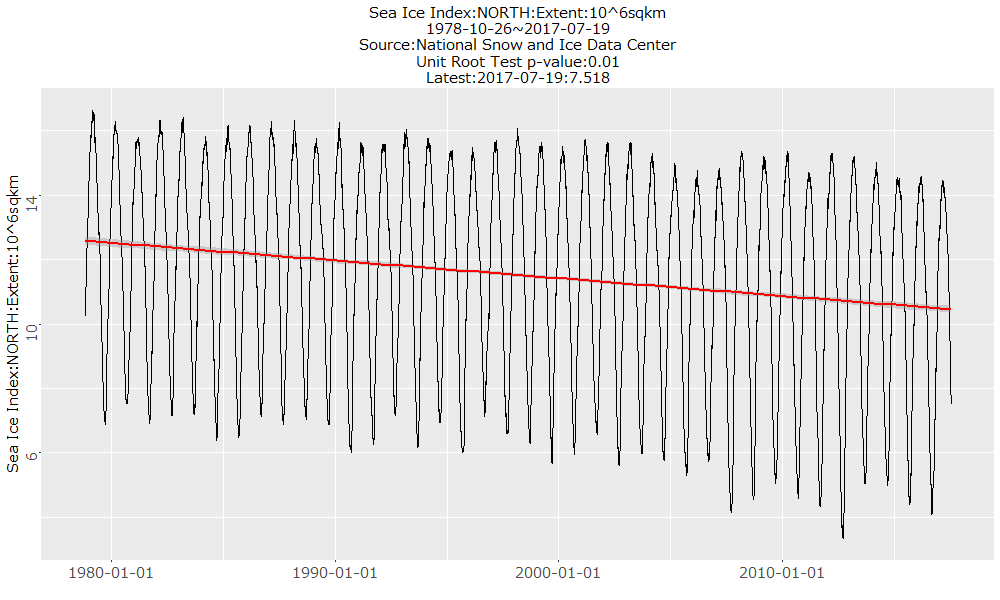 Sea Ice Index:NORTH:Extent:10^6sqkm
1978-10-26~2017-07-19
Source:National Snow and Ice Data Center
Unit Root Test p-value:0.01
Latest:2017-07-19:7.518
Sea Ice Index:NORTH:Extent:10^6sqkm
14
10
6
1980-01-01
1990-01-01
2000-01-01
2010-01-01